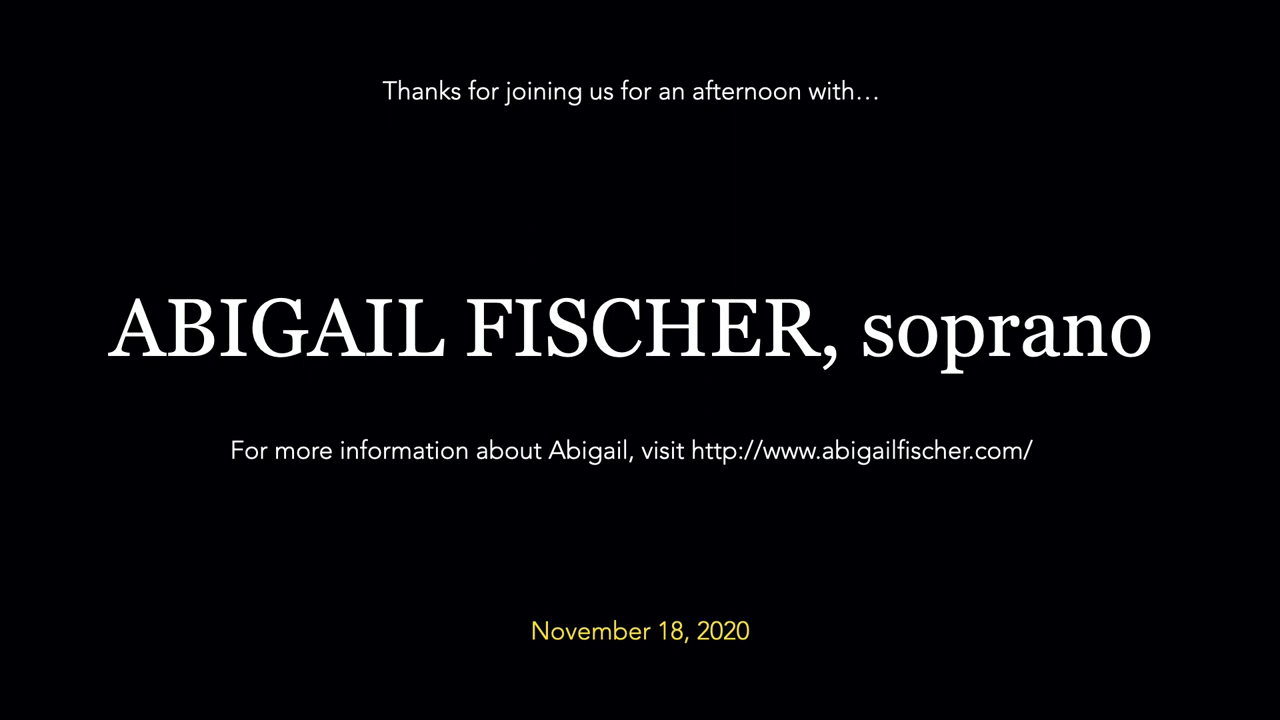 Thanks for joining us for an afternoon with…
ABIGAIL FISCHER, soprano
For more information about Abigail, visit http://www.abigailfischer.com/
November 18, 2020